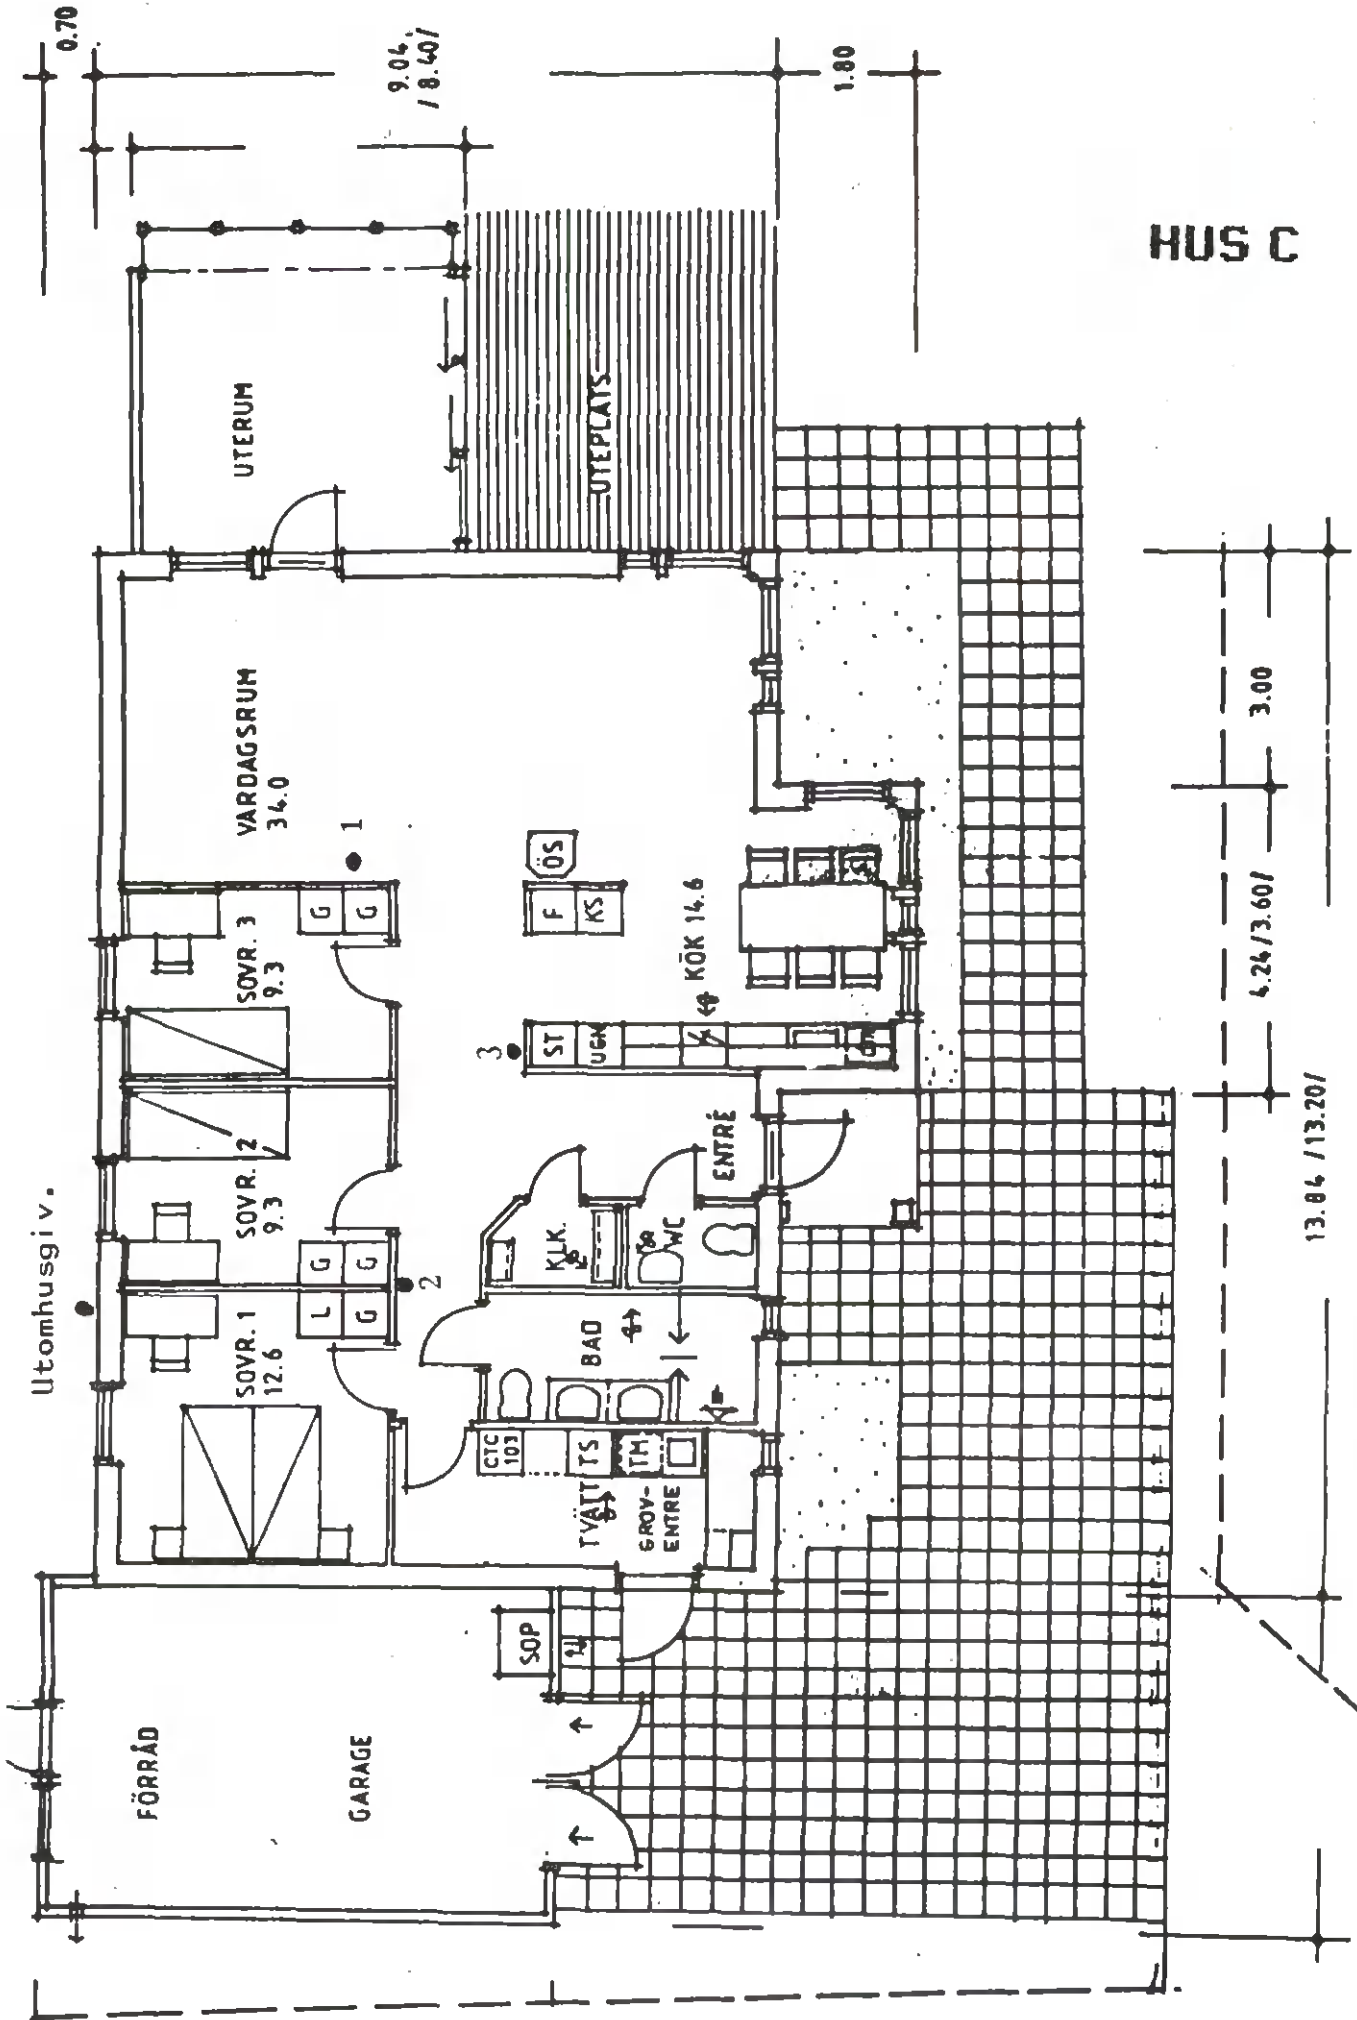 Utomhusgiv.
0.70
9.04
/8.40/
1.80
HUS C
UTERUM
UTEPLATS
VARDAGSRUM
34.0
1
SOVR. 3
9.3
G
G
SOVR. 2
9.3
G
G
2
SOVR. 1
12.6
L
G
ÖS
F
KS
KÖK 14.6
3
ST
UGN
ENTRÉ
KLK.
WC
BAD
CTC
103
TS
TM
TVÄTT
GROV-
ENTRE
SOP
FÖRRÅD
GARAGE
3.00
4.24/3.60/
13.84 /13.20/